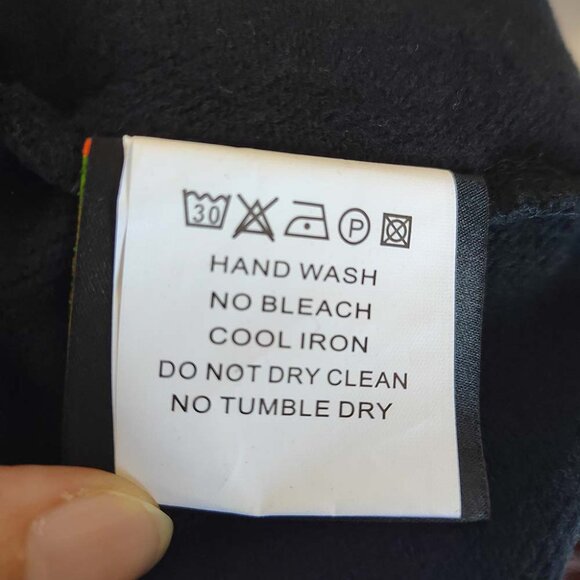 30 P
HAND WASH
NO BLEACH
COOL IRON
DO NOT DRY CLEAN
NO TUMBLE DRY